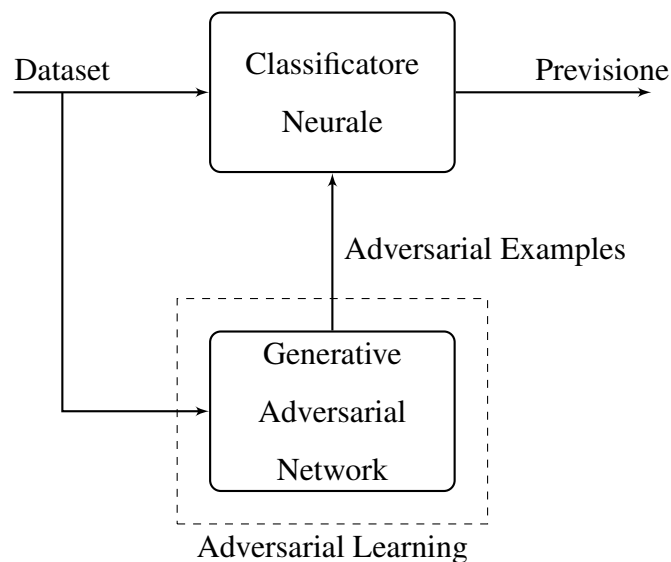 Dataset
Classificatore
Neurale
Previsione
Adversarial Examples
Generative
Adversarial
Network
Adversarial Learning